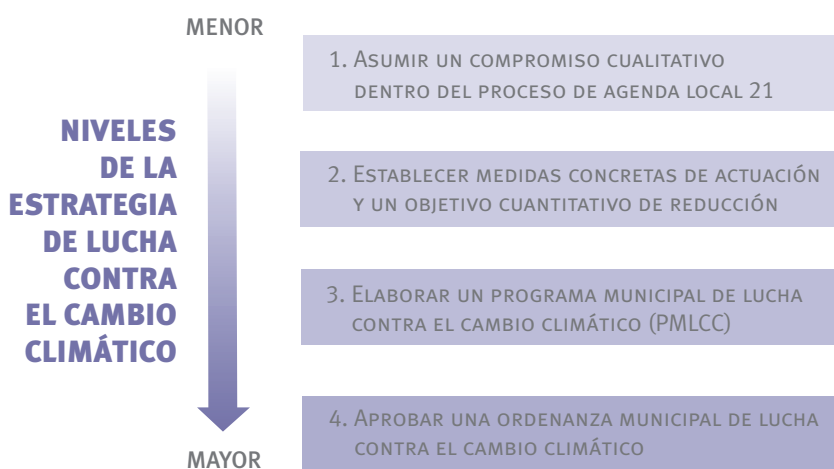 MENOR
NIVELES
DE LA
ESTRATEGIA
DE LUCHA
CONTRA
EL CAMBIO
CLIMÁTICO
MAYOR
1. ASUMIR UN COMPROMISO CUALITATIVO
DENTRO DEL PROCESO DE AGENDA LOCAL 21
2. ESTABLECER MEDIDAS CONCRETAS DE ACTUACIÓN
Y UN OBJETIVO CUANTITATIVO DE REDUCCIÓN
3. ELABORAR UN PROGRAMA MUNICIPAL DE LUCHA
CONTRA EL CAMBIO CLIMÁTICO (PMLCC)
4. APROBAR UNA ORDENANZA MUNICIPAL DE LUCHA
CONTRA EL CAMBIO CLIMÁTICO